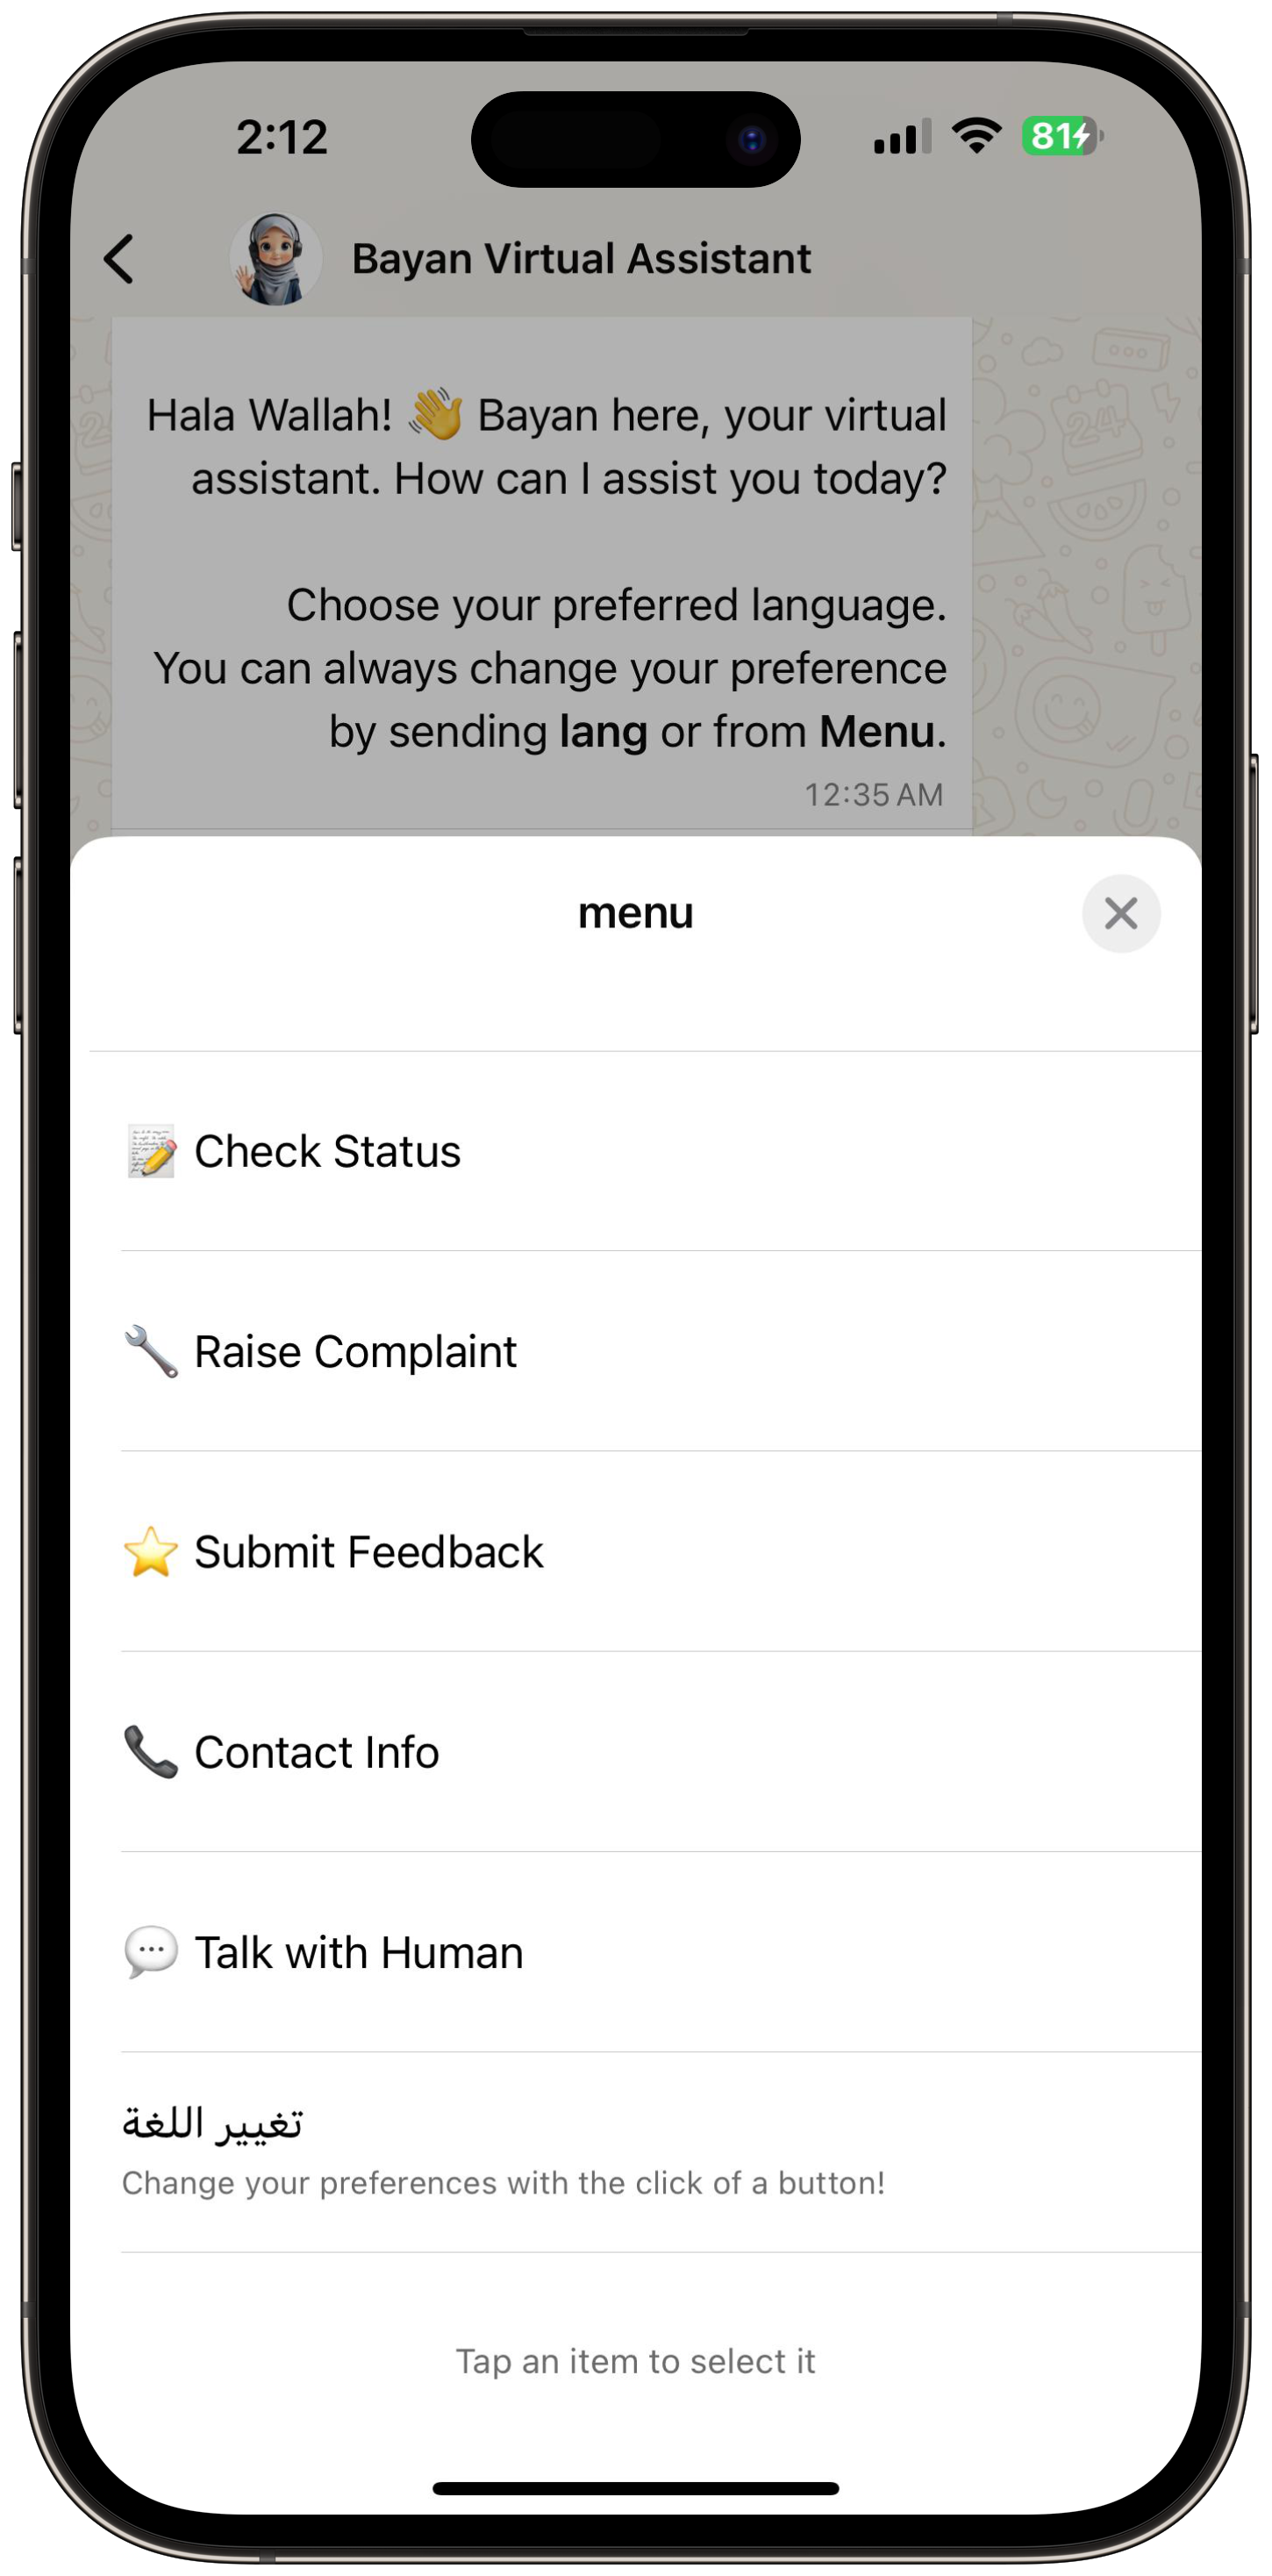 2:12
81
Bayan Virtual Assistant
Hala Wallah! 👋 Bayan here, your virtual
assistant. How can I assist you today?
Choose your preferred language.
You can always change your preference
by sending lang or from Menu.
12:35 AM
menu
📝 Check Status
🔧 Raise Complaint
⭐ Submit Feedback
📞 Contact Info
💬 Talk with Human
تغيير اللغة
Change your preferences with the click of a button!
Tap an item to select it